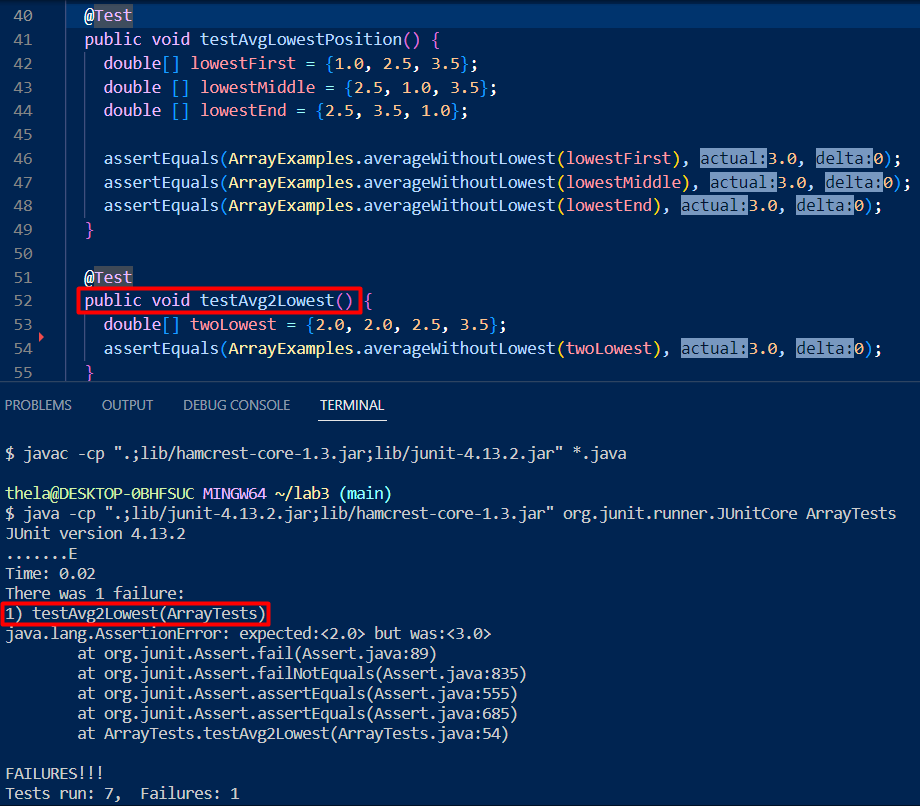 40 @Test
41 public void testAvgLowestPosition() {
42 double[] lowestFirst = {1.0, 2.5, 3.5};
43 double [] lowestMiddle = {2.5, 1.0, 3.5};
44 double [] lowestEnd = {2.5, 3.5, 1.0};
45
46 assertEquals(ArrayExamples.averageWithoutLowest(lowestFirst), actual:3.0, delta:0);
47 assertEquals(ArrayExamples.averageWithoutLowest(lowestMiddle), actual:3.0, delta:0);
48 assertEquals(ArrayExamples.averageWithoutLowest(lowestEnd), actual:3.0, delta:0);
49 }
50
51 @Test
52 public void testAvg2Lowest() {
53 double[] twoLowest = {2.0, 2.0, 2.5, 3.5};
54 assertEquals(ArrayExamples.averageWithoutLowest(twoLowest), actual:3.0, delta:0);
55 }
PROBLEMS OUTPUT DEBUG CONSOLE TERMINAL
$ javac -cp ".;lib/hamcrest-core-1.3.jar;lib/junit-4.13.2.jar" *.java
thela@DESKTOP-0BHFSUC MINGW64 ~/lab3 (main)
$ java -cp ".;lib/junit-4.13.2.jar;lib/hamcrest-core-1.3.jar" org.junit.runner.JUnitCore ArrayTests
JUnit version 4.13.2
.......E
Time: 0.02
There was 1 failure:
1) testAvg2Lowest(ArrayTests)
java.lang.AssertionError: expected:<2.0> but was:<3.0>
at org.junit.Assert.fail(Assert.java:89)
at org.junit.Assert.failNotEquals(Assert.java:835)
at org.junit.Assert.assertEquals(Assert.java:555)
at org.junit.Assert.assertEquals(Assert.java:685)
at ArrayTests.testAvg2Lowest(ArrayTests.java:54)
FAILURES!!!
Tests run: 7,  Failures: 1